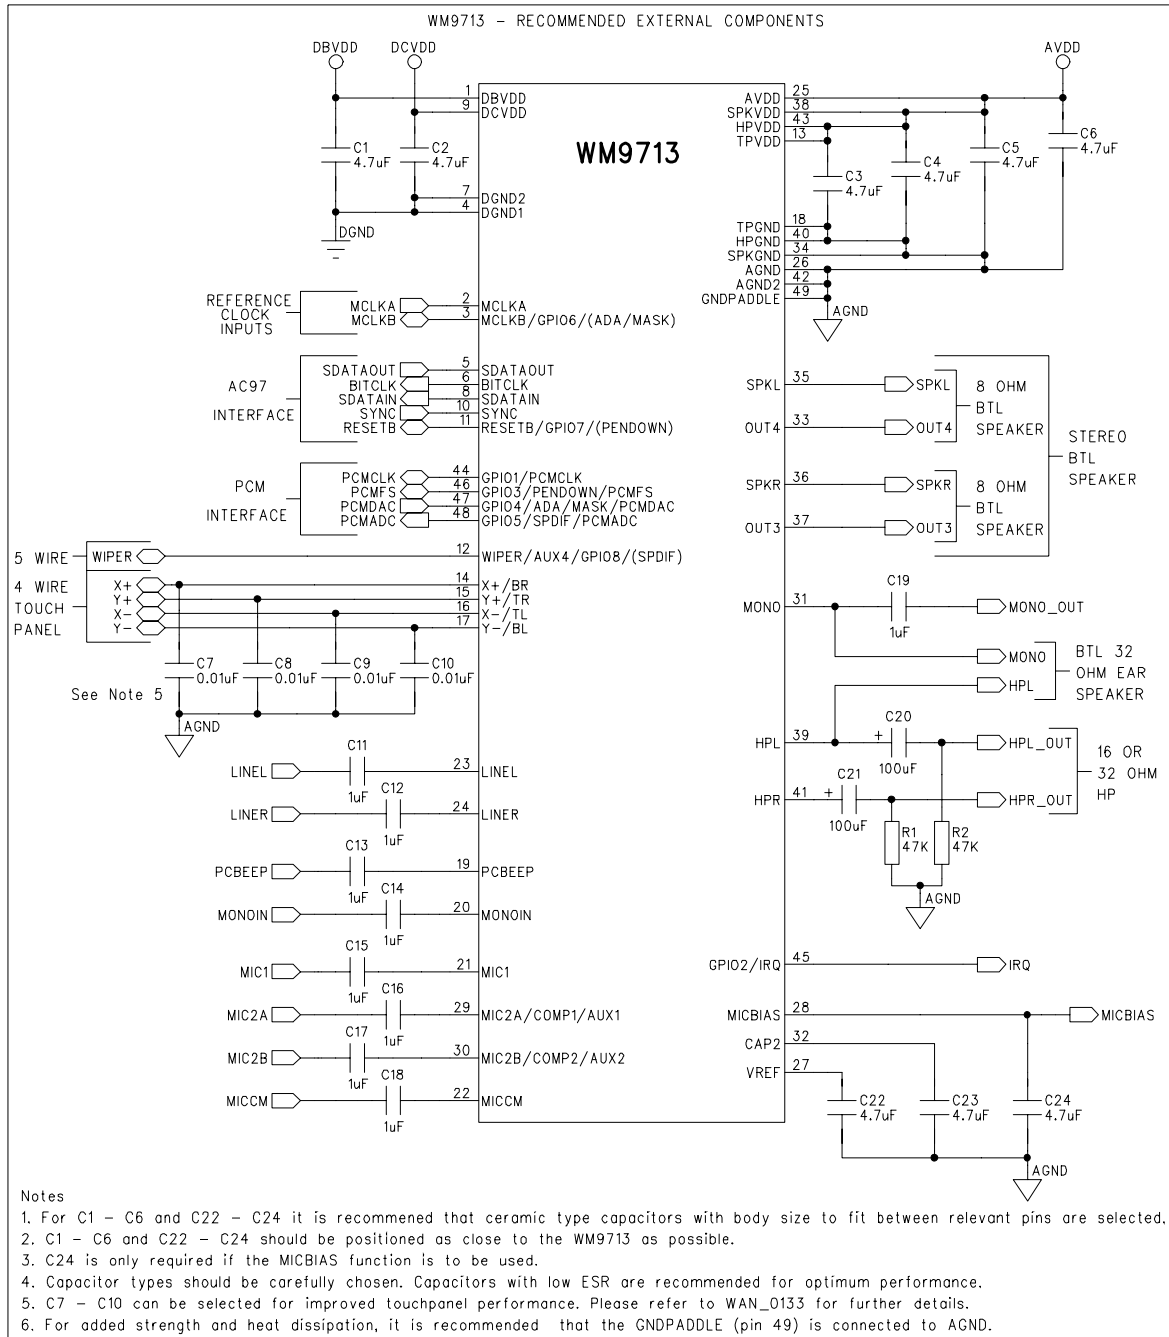 WM9713 - RECOMMENDED EXTERNAL COMPONENTS
DBVDD DCVDD AVDD
1 DBVDD AVDD 25
9 DCVDD SPKVDD 38
HPVDD 43
TPVDD 13
WM9713
C1 4.7uF
C2 4.7uF
C3 4.7uF
C4 4.7uF
C5 4.7uF
C6 4.7uF
7 DGND2
4 DGND1
DGND
TPGND 18
HPGND 40
SPKGND 34
AGND 26
AGND2 42
GNDPADDLE 49
AGND
REFERENCE
CLOCK
INPUTS
MCLKA 2 MCLKA
MCLKB 3 MCLKB/GPIO6/(ADA/MASK)
AC97
INTERFACE
SDATAOUT 5 SDATAOUT
BITCLK 6 BITCLK
SDATAIN 8 SDATAIN
SYNC 10 SYNC
RESETB 11 RESETB/GPIO7/(PENDOWN)
SPKL 35 SPKL
OUT4 33 OUT4
8 OHM
BTL
SPEAKER
SPKR 36 SPKR
OUT3 37 OUT3
8 OHM
BTL
SPEAKER
STEREO
BTL
SPEAKER
PCM
INTERFACE
PCMCLK 44 GPIO1/PCMCLK
PCMFS 46 GPIO3/PENDOWN/PCMFS
PCMDAC 47 GPIO4/ADA/MASK/PCMDAC
PCMADC 48 GPIO5/SPDIF/PCMADC
5 WIRE WIPER 12 WIPER/AUX4/GPIO8/(SPDIF)
4 WIRE
TOUCH
PANEL
X+ 14 X+/BR
Y+ 15 Y+/TR
X- 16 X-/TL
Y- 17 Y-/BL
C7 0.01uF
C8 0.01uF
C9 0.01uF
C10 0.01uF
See Note 5
AGND
MONO 31 C19 1uF MONO_OUT
MONO
HPL
BTL 32
OHM EAR
SPEAKER
HPL 39 + C20 100uF HPL_OUT
HPR 41 + C21 100uF HPR_OUT
16 OR
32 OHM
HP
R1 47K
R2 47K
AGND
LINEL C11 1uF 23 LINEL
LINER C12 1uF 24 LINER
PCBEEP C13 1uF 19 PCBEEP
MONOIN C14 1uF 20 MONOIN
MIC1 C15 1uF 21 MIC1
MIC2A C16 1uF 29 MIC2A/COMP1/AUX1
MIC2B C17 1uF 30 MIC2B/COMP2/AUX2
MICCM C18 1uF 22 MICCM
GPIO2/IRQ 45 IRQ
MICBIAS 28 MICBIAS
CAP2 32
VREF 27
C22 4.7uF
C23 4.7uF
C24 4.7uF
AGND
Notes
1. For C1 - C6 and C22 - C24 it is recommened that ceramic type capacitors with body size to fit between relevant pins are selected.
2. C1 - C6 and C22 - C24 should be positioned as close to the WM9713 as possible.
3. C24 is only required if the MICBIAS function is to be used.
4. Capacitor types should be carefully chosen. Capacitors with low ESR are recommended for optimum performance.
5. C7 - C10 can be selected for improved touchpanel performance. Please refer to WAN_0133 for further details.
6. For added strength and heat dissipation, it is recommended that the GNDPADDLE (pin 49) is connected to AGND.